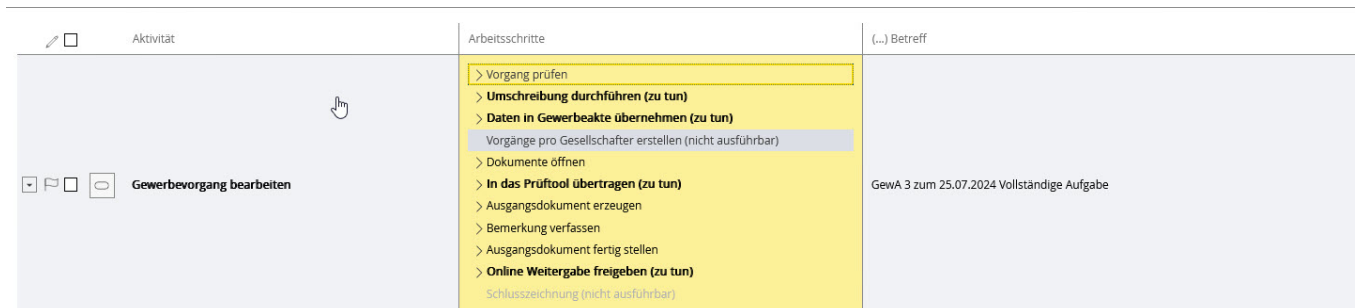 Aktivität
Arbeitsschritte
(...) Betreff
Vorgang prüfen
Umschreibung durchführen (zu tun)
Daten in Gewerbeakte übernehmen (zu tun)
Vorgänge pro Gesellschafter erstellen (nicht ausführbar)
Dokumente öffnen
Gewerbevorgang bearbeiten
In das Prüftool übertragen (zu tun)
GewA 3 zum 25.07.2024 Vollständige Aufgabe
Ausgangsdokument erzeugen
Bemerkung verfassen
Ausgangsdokument fertig stellen
Online Weitergabe freigeben (zu tun)
Schlusszeichnung (nicht ausführbar)